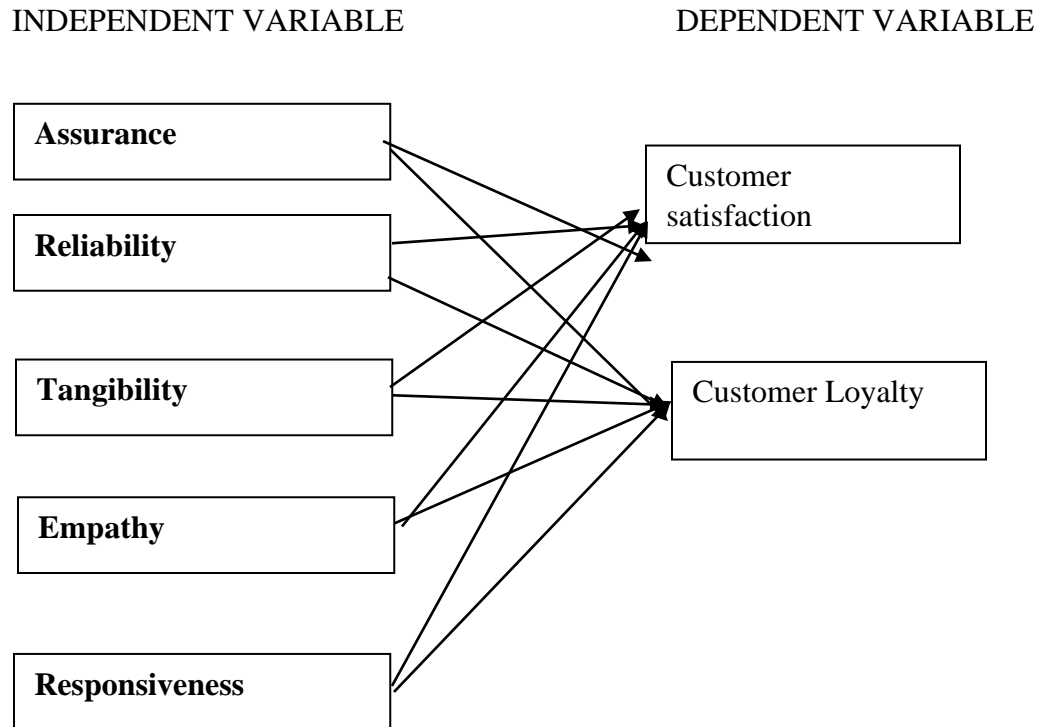 INDEPENDENT VARIABLE
DEPENDENT VARIABLE
Assurance
Customer
satisfaction
Reliability
Tangibility
Customer Loyalty
Empathy
Responsiveness